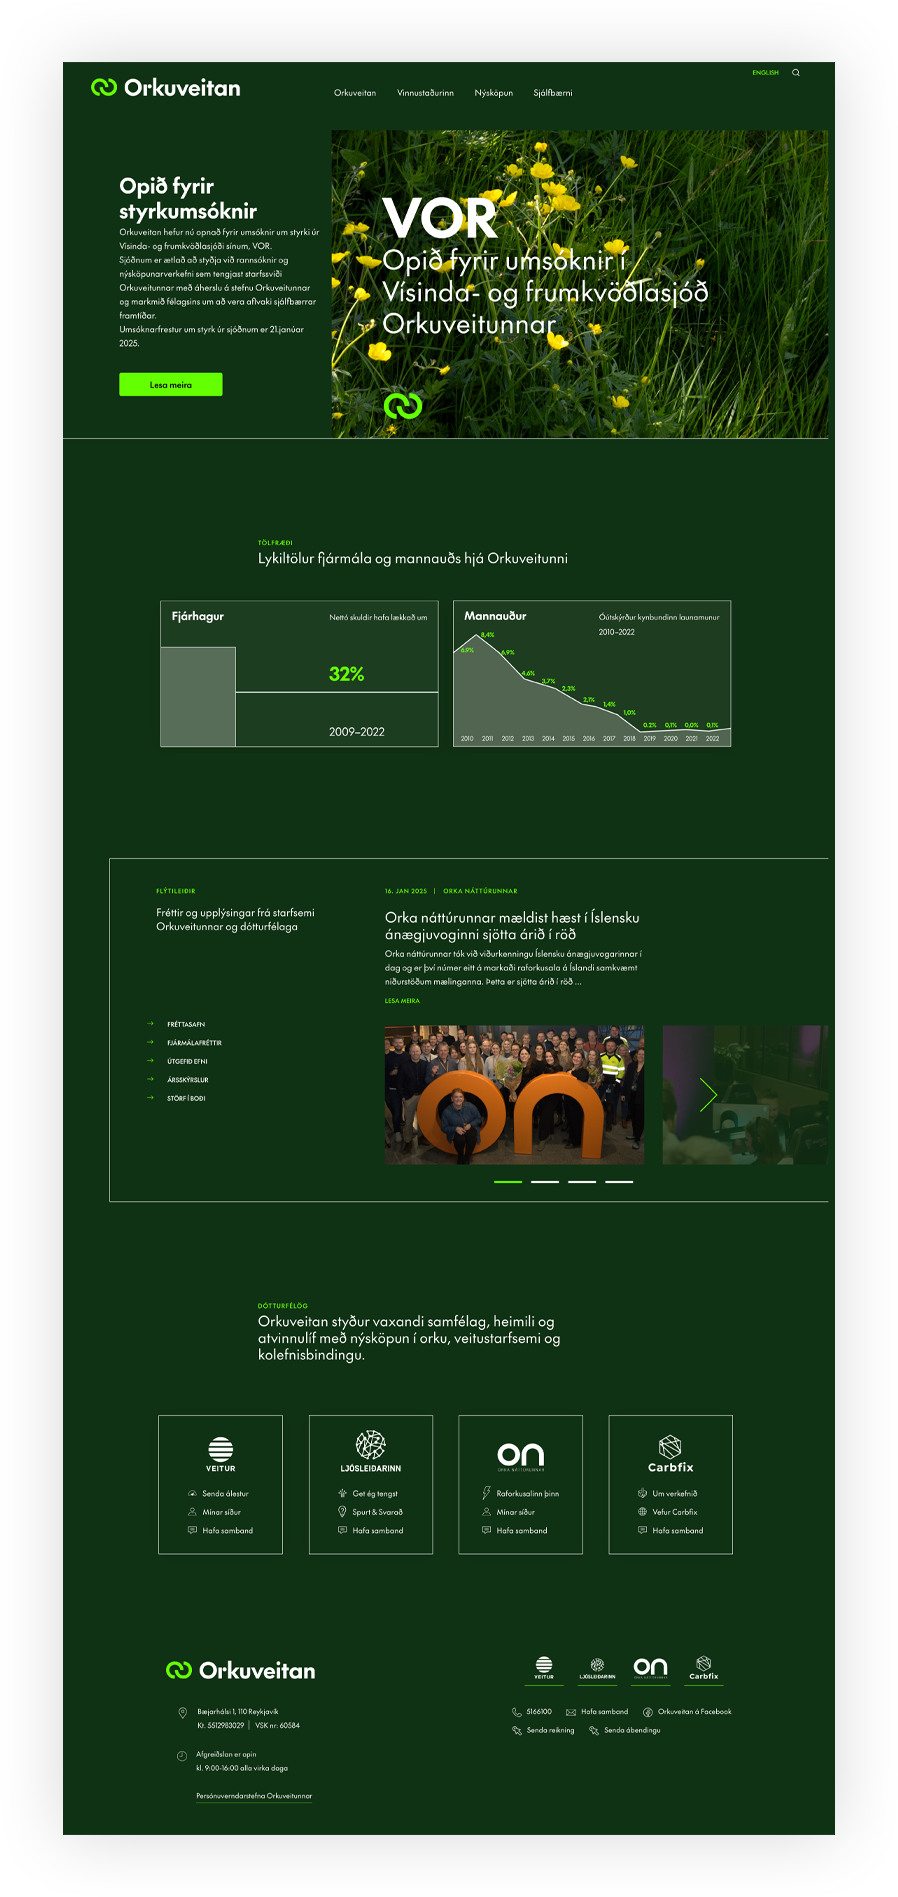 Orkuveitan
ENGLISH
Orkuveitan Vinnustaðurinn Nýsköpun Sjálfbærni
Opið fyrir
styrkumsóknir
Orkuveitan hefur nú opnað fyrir umsóknir um styrki úr
Vísinda- og frumkvöðlasjóði sínum, VOR.
Sjóðnum er ætlað að styðja við rannsóknir og
nýsköpunarverkefni sem tengjast starfssviði
Orkuveitunnar með áherslu á stefnu Orkuveitunnar
og markmið félagsins um að vera aflvaki sjálfbærrar
framtíðar.
Umsóknarfrestur um styrk úr sjóðnum er 21.janúar
2025.
Lesa meira
VOR
Opið fyrir umsóknir í
Vísinda- og frumkvöðlasjóð
Orkuveitunnar
TÖLFRÆÐI
Lykiltölur fjármála og mannauðs hjá Orkuveitunni
Fjárhagur
Nettó skuldir hafa lækkað um
32%
2009–2022
Mannauður
Óútskýrður kynbundinn launamunur
2010–2022
6,9% 8,4% 6,9% 4,6% 3,7% 2,3% 2,1% 1,4% 1,0% 0,2% 0,1% 0,0% 0,1%
2010 2011 2012 2013 2014 2015 2016 2017 2018 2019 2020 2021 2022
FLÝTILEIÐIR
Fréttir og upplýsingar frá starfsemi
Orkuveitunnar og dótturfélaga
FRÉTTASAFN
FJÁRMÁLAFRÉTTIR
ÚTGEFIÐ EFNI
ÁRSSKÝRSLUR
STÖRF Í BOÐI
16. JAN 2025 | ORKA NÁTTÚRUNNAR
Orka náttúrunnar mældist hæst í Íslensku
ánægjuvoginni sjötta árið í röð
Orka náttúrunnar tók við viðurkenningu Íslensku ánægjuvogarinnar í
dag og er því númer eitt á markaði raforkusala á Íslandi samkvæmt
niðurstöðum mælinganna. Þetta er sjötta árið í röð ...
LESA MEIRA
on
DÓTTURFÉLÖG
Orkuveitan styður vaxandi samfélag, heimili og
atvinnulíf með nýsköpun í orku, veitustarfsemi og
kolefnisbindingu.
VEITUR
Senda álestur
Mínar síður
Hafa samband
LJÓSLEIÐARINN
Get ég tengst
Spurt & Svarað
Hafa samband
on
ORKA NÁTTÚRUNNAR
Raforkusalinn þinn
Mínar síður
Hafa samband
Carbfix
Um verkefnið
Vefur Carbfix
Hafa samband
Orkuveitan
Bæjarhálsi 1, 110 Reykjavík
Kt. 5512983029 | VSK nr: 60584
Afgreiðslan er opin
kl. 9:00-16:00 alla virka daga
Persónuverndarstefna Orkuveitunnar
VEITUR
LJÓSLEIÐARINN
on
ORKA NÁTTÚRUNNAR
Carbfix
5166100 Hafa samband Orkuveitan á Facebook
Senda reikning Senda ábendingu